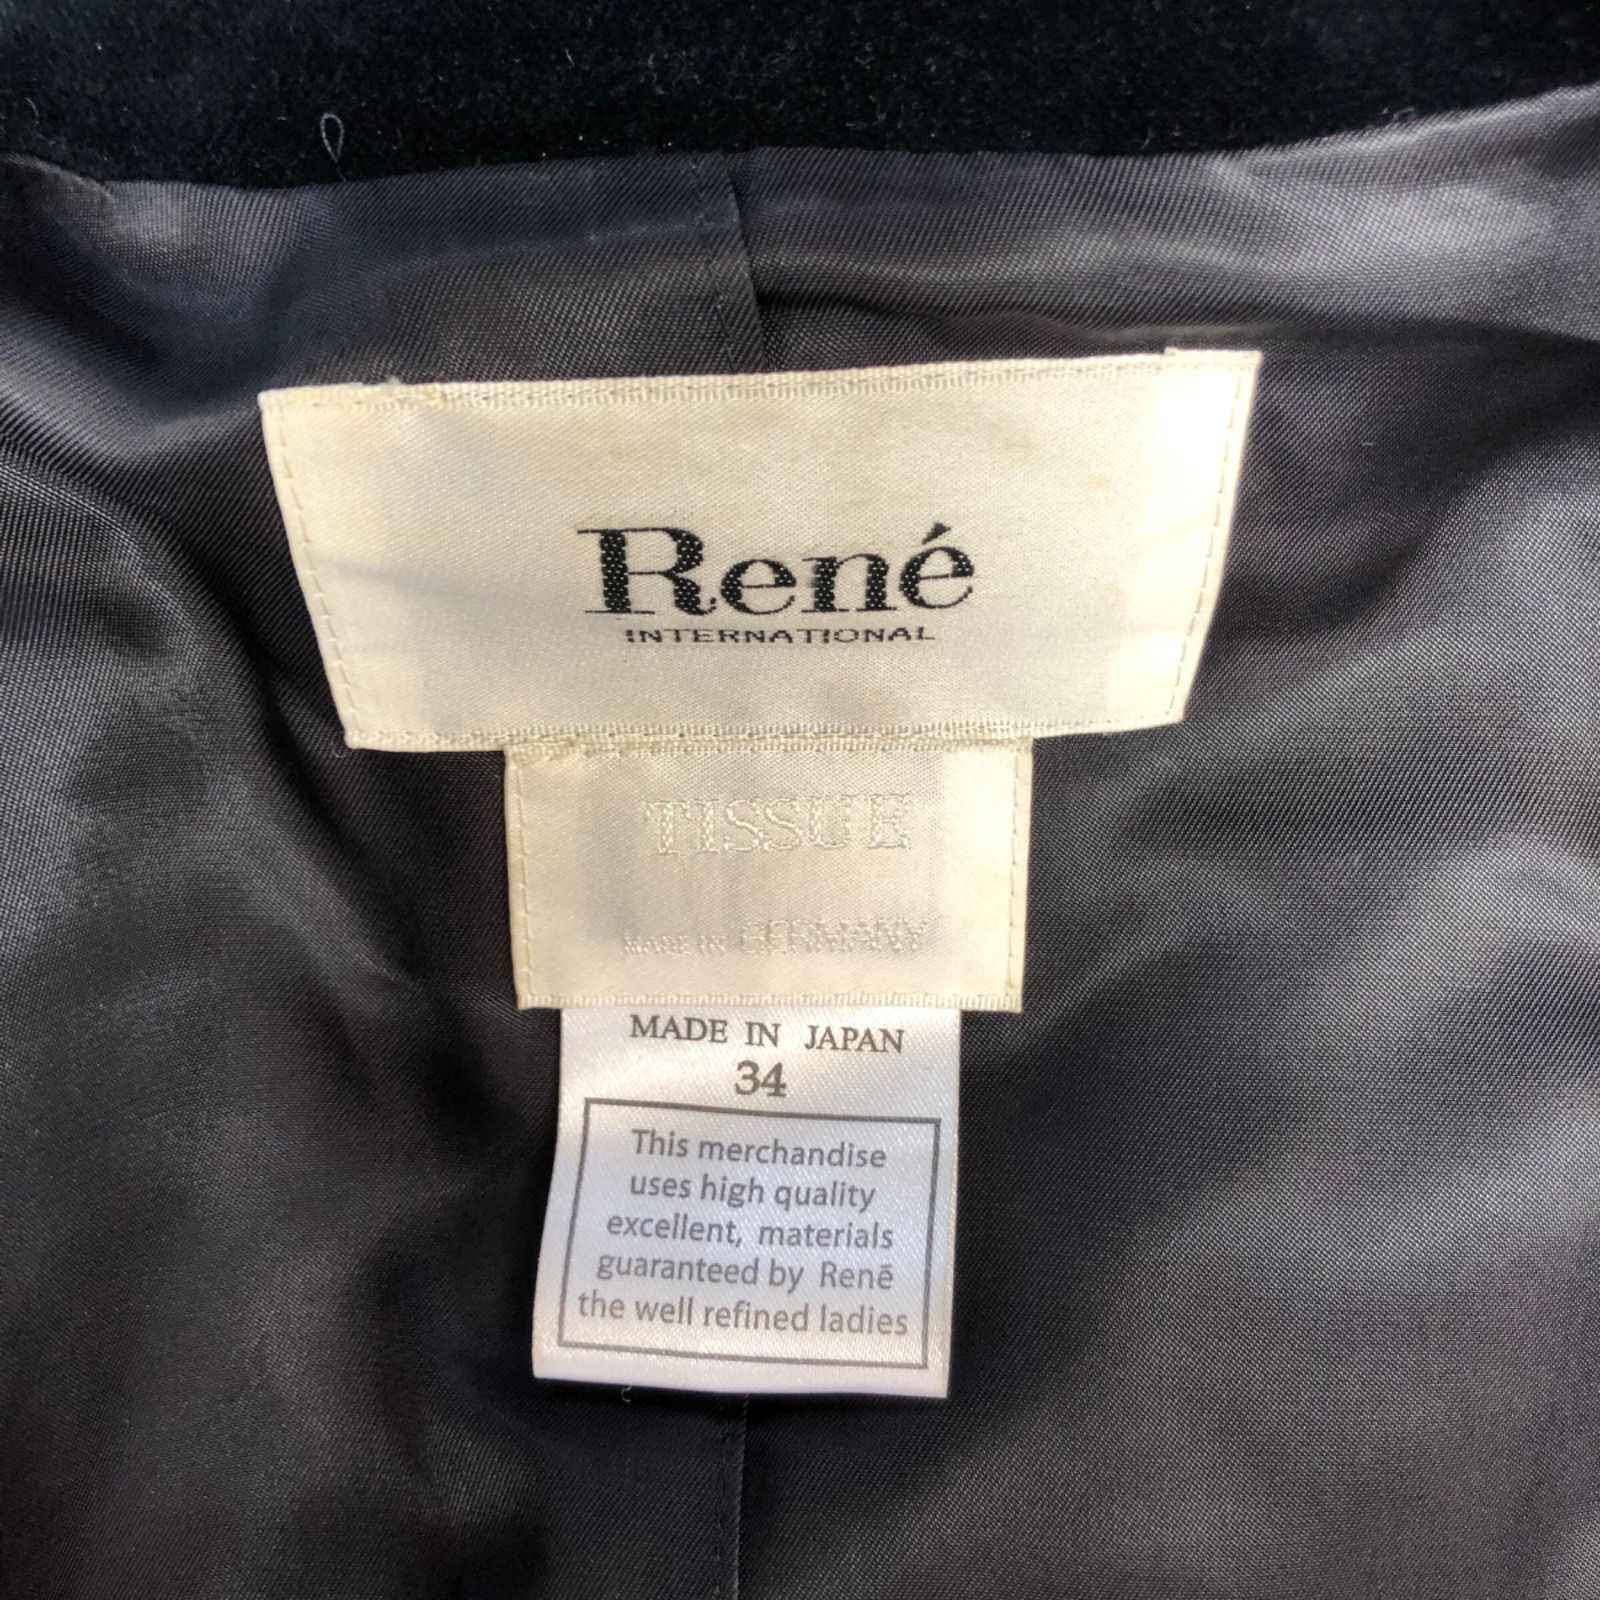 René
INTERNATIONAL
TISSUE
MADE IN GERMANY
MADE IN JAPAN
34
This merchandise
uses high quality
excellent, materials
guaranteed by Renē
the well refined ladies